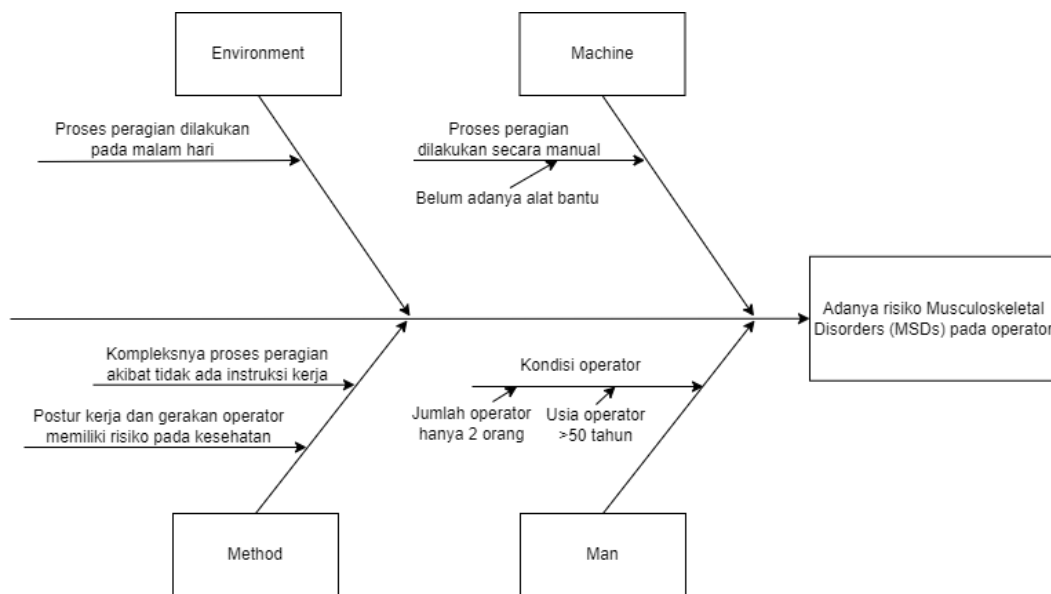 Environment
Machine
Proses peragian dilakukan
pada malam hari
Proses peragian
dilakukan secara manual
Belum adanya alat bantu
Adanya risiko Musculoskeletal
Disorders (MSDs) pada operator
Kompleksnya proses peragian
akibat tidak ada instruksi kerja
Postur kerja dan gerakan operator
memiliki risiko pada kesehatan
Kondisi operator
Jumlah operator
hanya 2 orang
Usia operator
>50 tahun
Method
Man